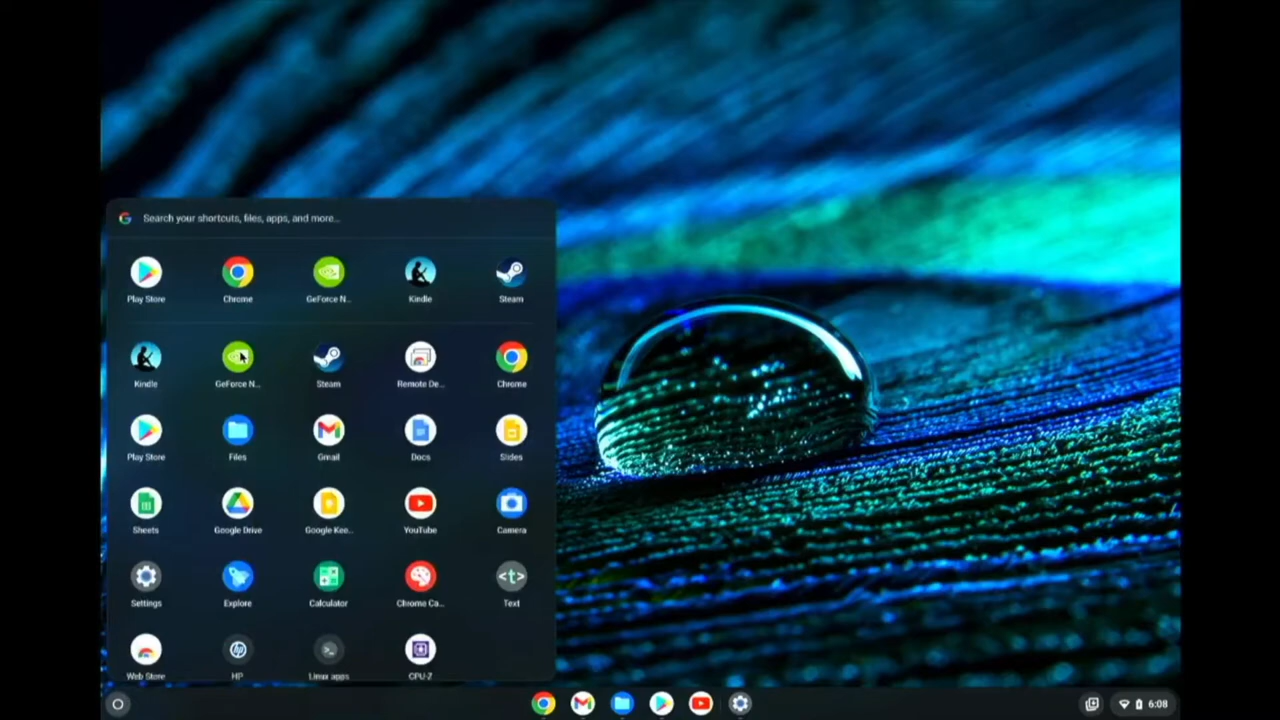 Search your shortcuts, files, apps, and more...
Play Store
Chrome
GeForce N...
Kindle
Steam
Kindle
GeForce N...
Steam
Remote De...
Chrome
Play Store
Files
Gmail
Docs
Slides
Sheets
Google Drive
Google Kee...
YouTube
Camera
Settings
Explore
Calculator
Chrome Ca...
<t>
Text
Web Store
HP
Linux apps
CPU-Z
6:08